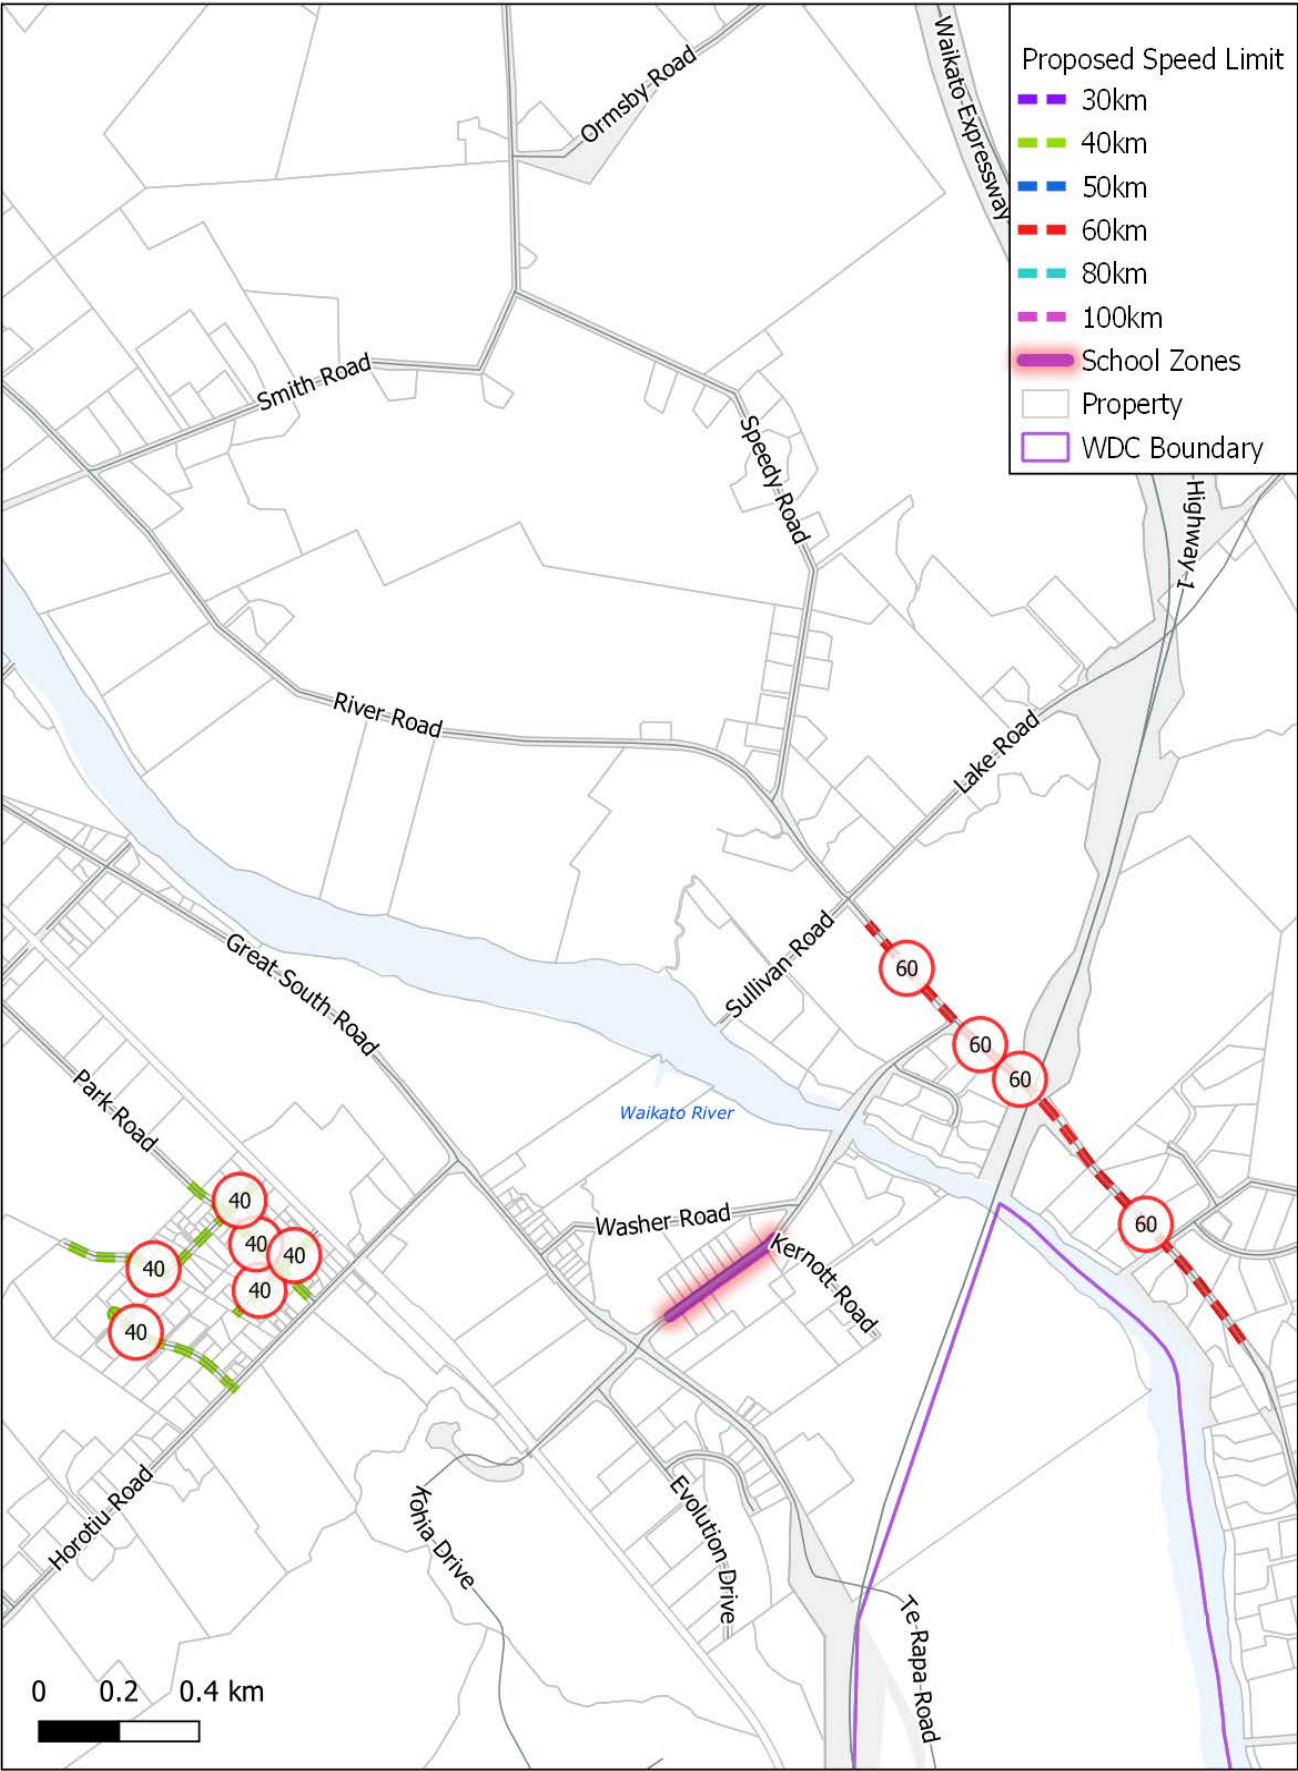 Waikato Expressway
Proposed Speed Limit
30km
40km
50km
60km
80km
100km
School Zones
Property
WDC Boundary
Ormsby Road
Smith Road
Speedy Road
Highway 1
River Road
Lake Road
Sullivan Road
Great South Road
60
60
60
60
Park Road
Waikato River
40
40
40
40
40
40
Washer Road
Kernott Road
Horotiu Road
Kohia Drive
Evolution Drive
Te Rapa Road
0 0.2 0.4 km